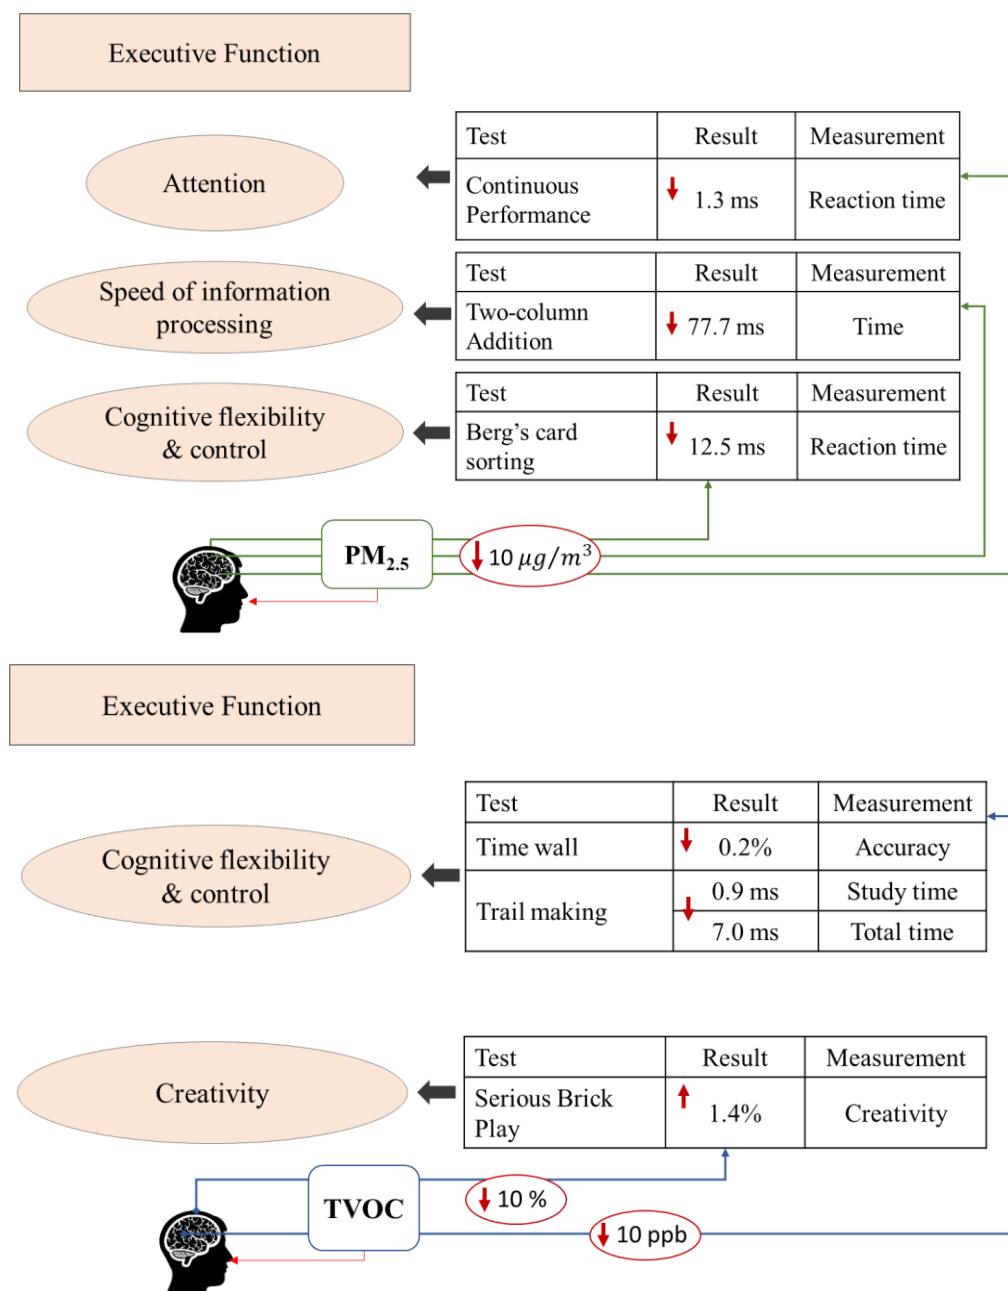 Executive Function
Test Result Measurement
Attention
Continuous
Performance
1.3 ms
Reaction time
Test Result Measurement
Speed of information
processing
Two-column
Addition
77.7 ms
Time
Test Result Measurement
Cognitive flexibility
& control
Berg's card
sorting
12.5 ms
Reaction time
PM2.5
10 μg/m³
Executive Function
Test Result Measurement
Cognitive flexibility
& control
Time wall 0.2% Accuracy
Trail making
0.9 ms Study time
7.0 ms Total time
Test Result Measurement
Creativity
Serious Brick
Play
1.4%
Creativity
TVOC
10 %
10 ppb